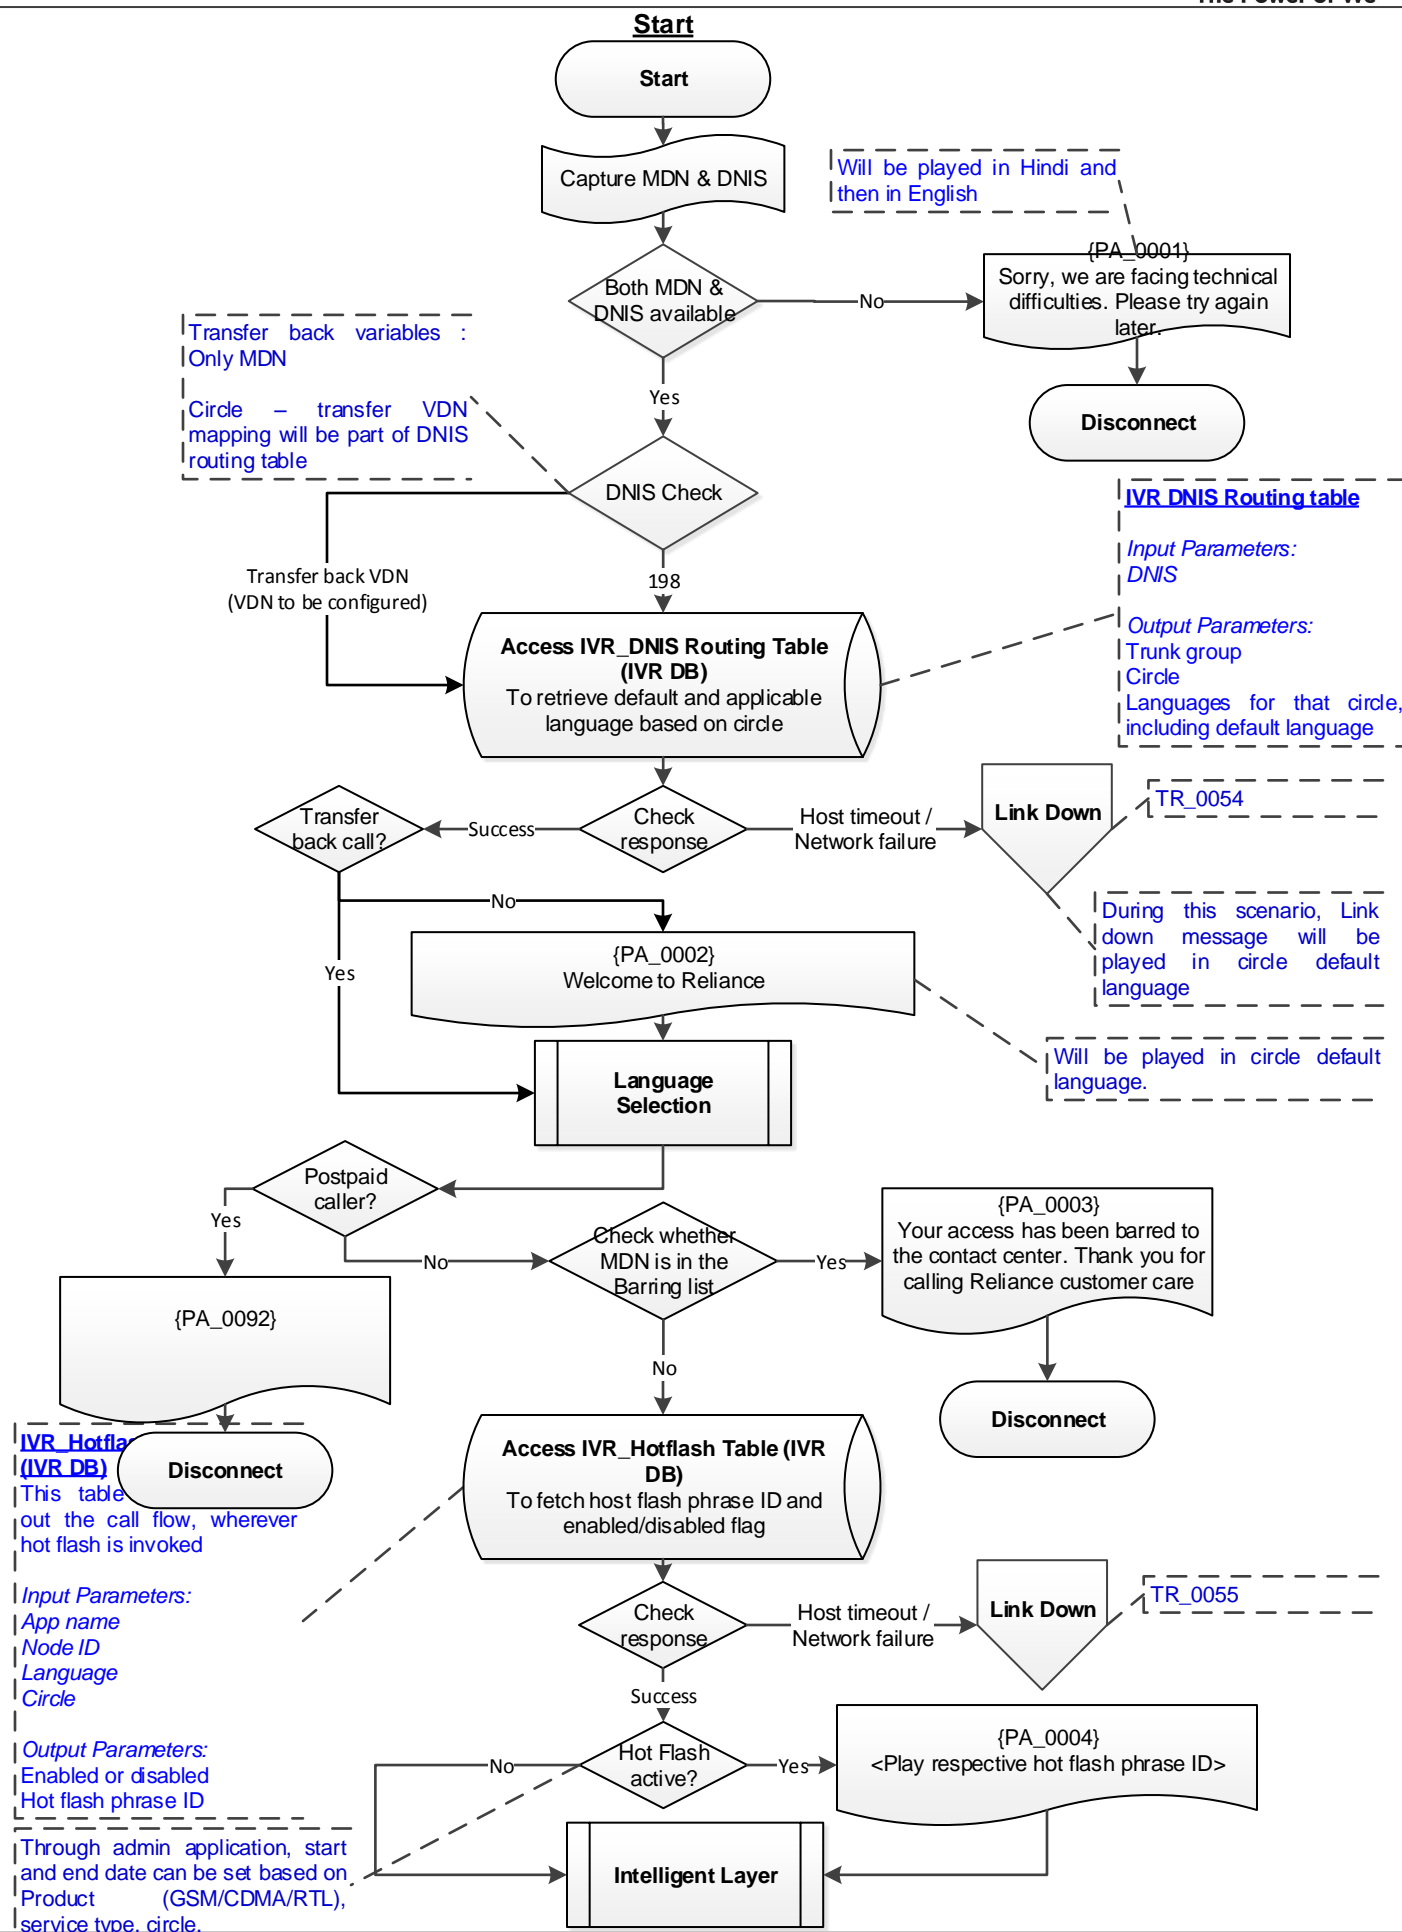 Start
Start
Capture MDN & DNIS
Will be played in Hindi and
then in English
{PA_0001}
Sorry, we are facing technical
difficulties. Please try again
later.
Both MDN &
DNIS available
No
Disconnect
Yes
Transfer back variables :
Only MDN
Circle – transfer VDN
mapping will be part of DNIS
routing table
DNIS Check
Transfer back VDN
(VDN to be configured)
198
IVR DNIS Routing table
Input Parameters:
DNIS
Output Parameters:
Trunk group
Circle
Languages for that circle,
including default language
Access IVR_DNIS Routing Table
(IVR DB)
To retrieve default and applicable
language based on circle
Transfer
back call?
Success
Check
response
Host timeout /
Network failure
Link Down
TR_0054
During this scenario, Link
down message will be
played in circle default
language
No
Yes
{PA_0002}
Welcome to Reliance
Will be played in circle default
language.
Language
Selection
Postpaid
caller?
Yes
No
Check whether
MDN is in the
Barring list
Yes
{PA_0003}
Your access has been barred to
the contact center. Thank you for
calling Reliance customer care
Disconnect
{PA_0092}
Disconnect
No
IVR_Hotfla
(IVR DB)
This table
out the call flow, wherever
hot flash is invoked
Input Parameters:
App name
Node ID
Language
Circle
Output Parameters:
Enabled or disabled
Hot flash phrase ID
Access IVR_Hotflash Table (IVR
DB)
To fetch host flash phrase ID and
enabled/disabled flag
Check
response
Host timeout /
Network failure
Link Down
TR_0055
Success
Hot Flash
active?
No
Yes
{PA_0004}
<Play respective hot flash phrase ID>
Intelligent Layer
Through admin application, start
and end date can be set based on
Product (GSM/CDMA/RTL),
service type, circle.